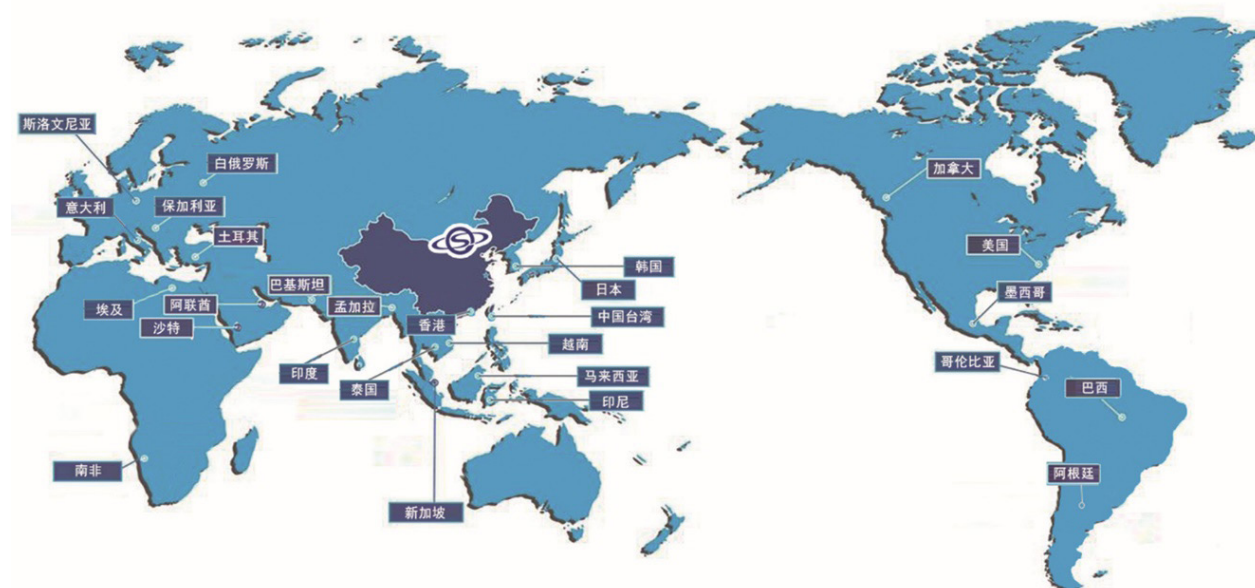 斯洛文尼亚
白俄罗斯
加拿大
意大利
保加利亚
土耳其
美国
韩国
巴基斯坦
日本
墨西哥
埃及
阿联酋
孟加拉
沙特
香港
中国台湾
越南
哥伦比亚
印度
泰国
马来西亚
巴西
印尼
南非
阿根廷
新加坡